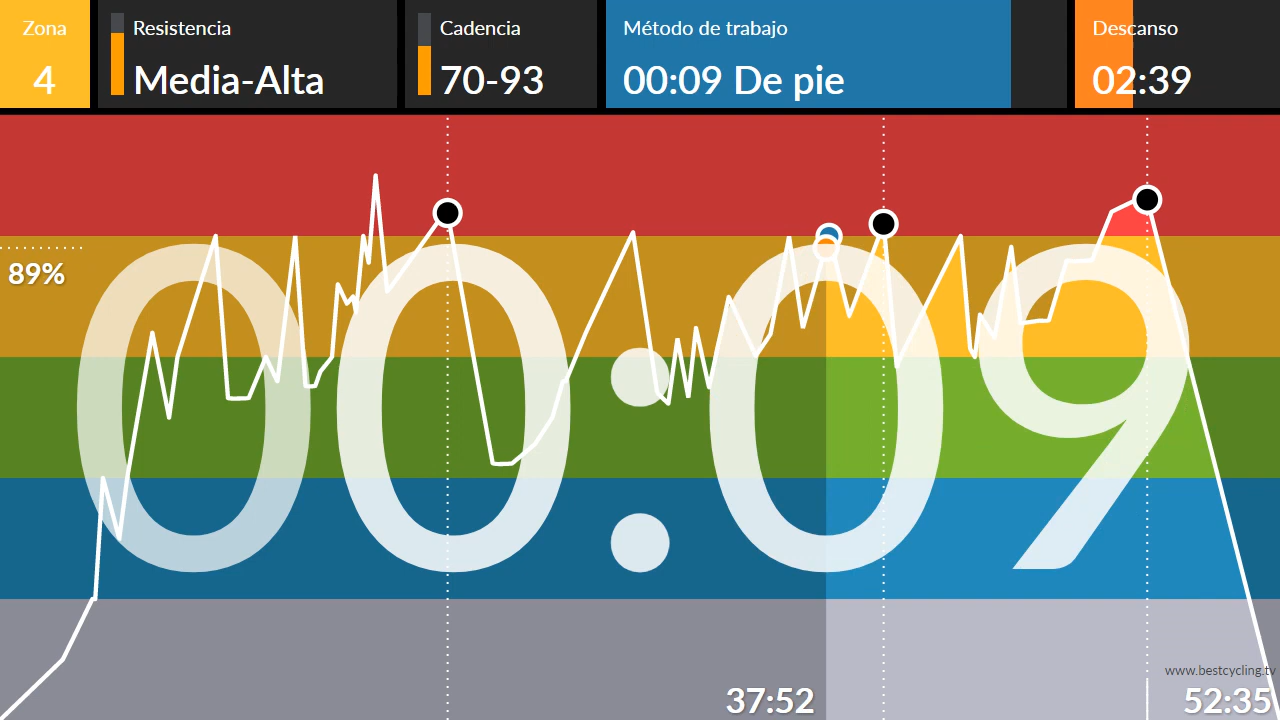 Zona
4
Resistencia
Media-Alta
Cadencia
70-93
Método de trabajo
00:09 De pie
Descanso
02:39
89%
00:09
www.bestcycling.tv
37:52
52:35